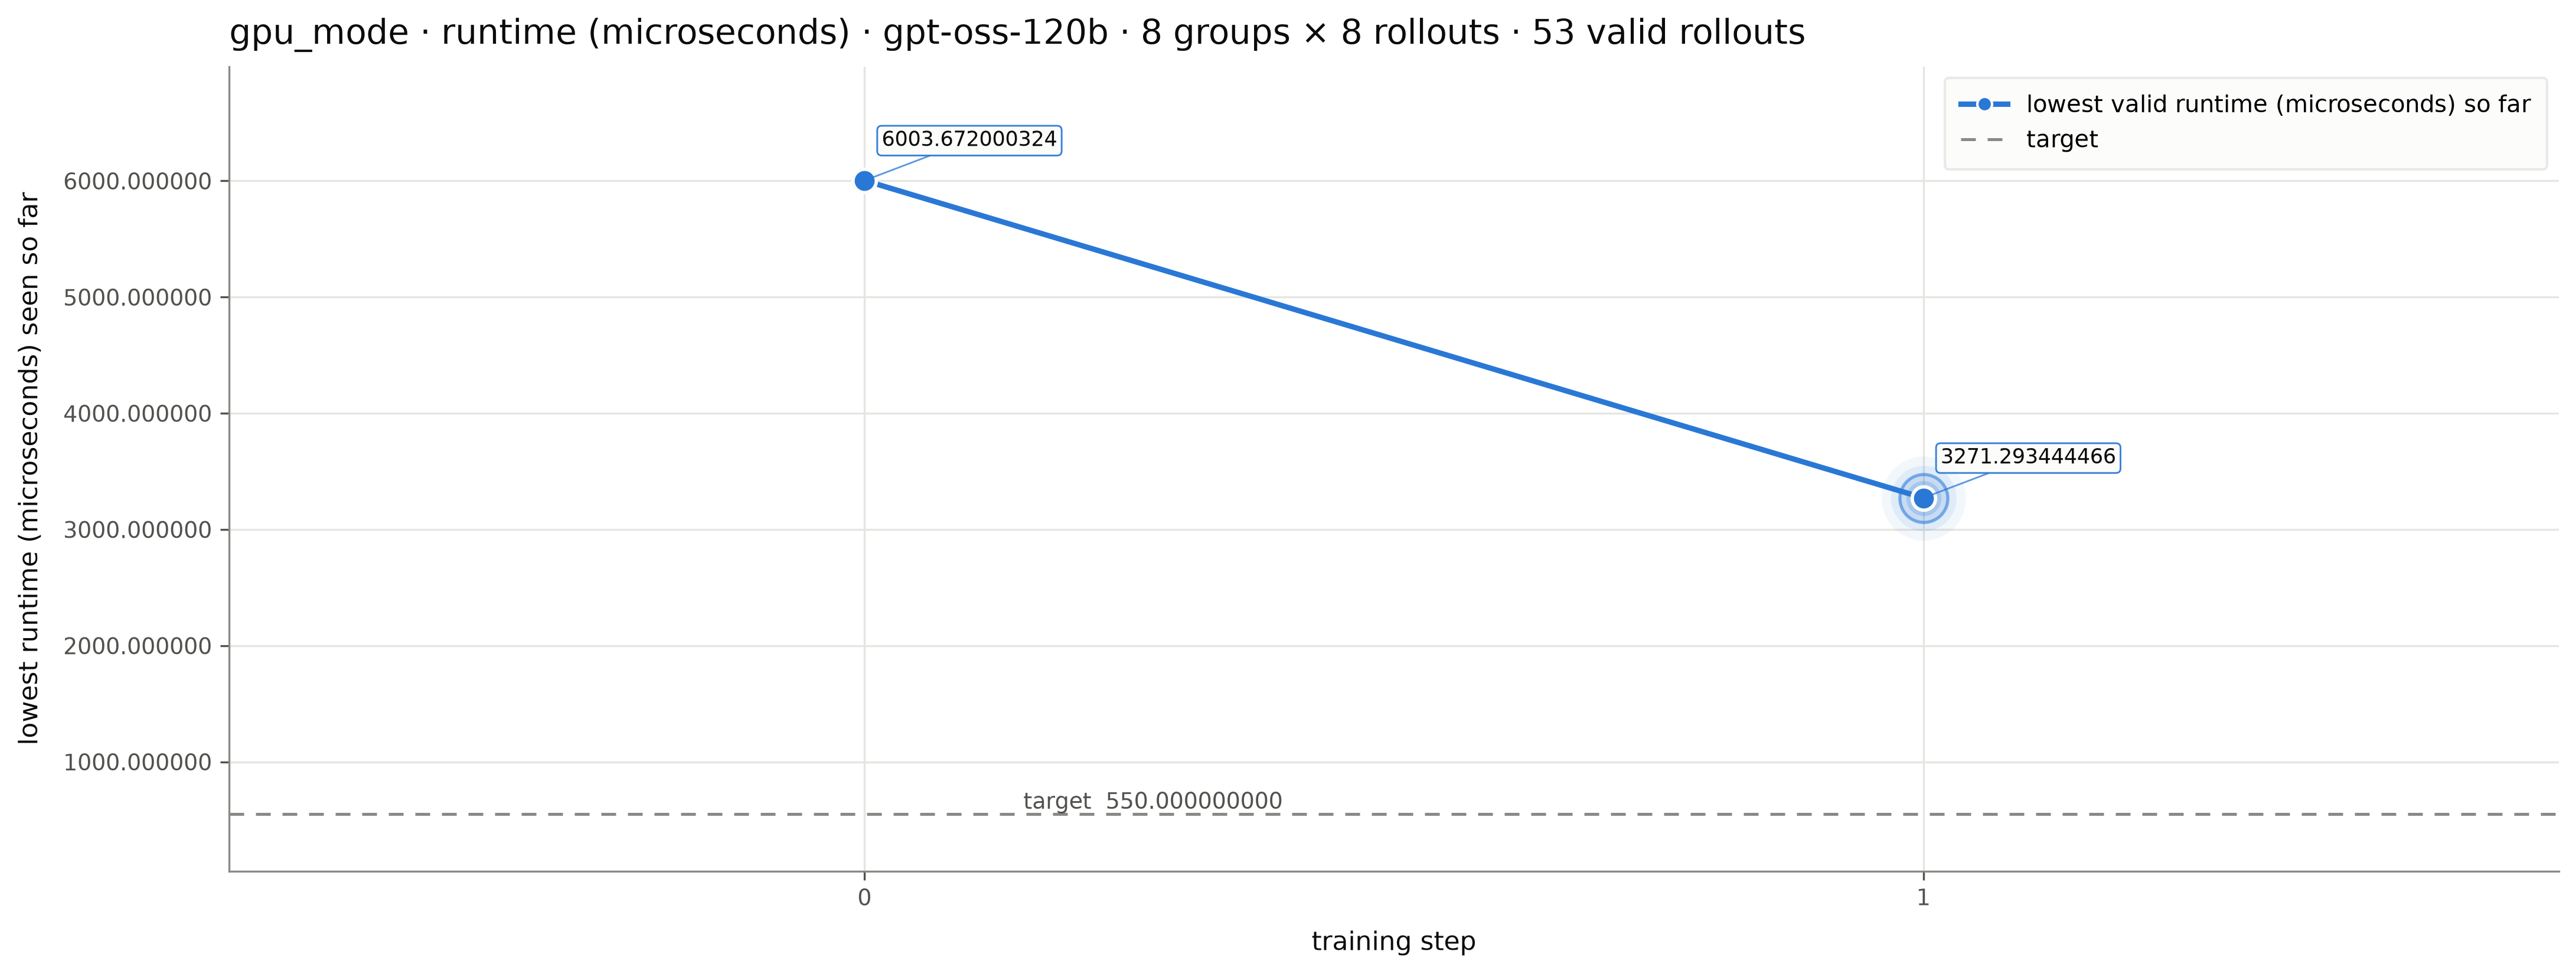 gpu_mode · runtime (microseconds) · gpt-oss-120b · 8 groups × 8 rollouts · 53 valid rollouts
lowest valid runtime (microseconds) so far
target
6003.672000324
3271.293444466
target 550.000000000
lowest runtime (microseconds) seen so far
6000.000000
5000.000000
4000.000000
3000.000000
2000.000000
1000.000000
0
1
training step